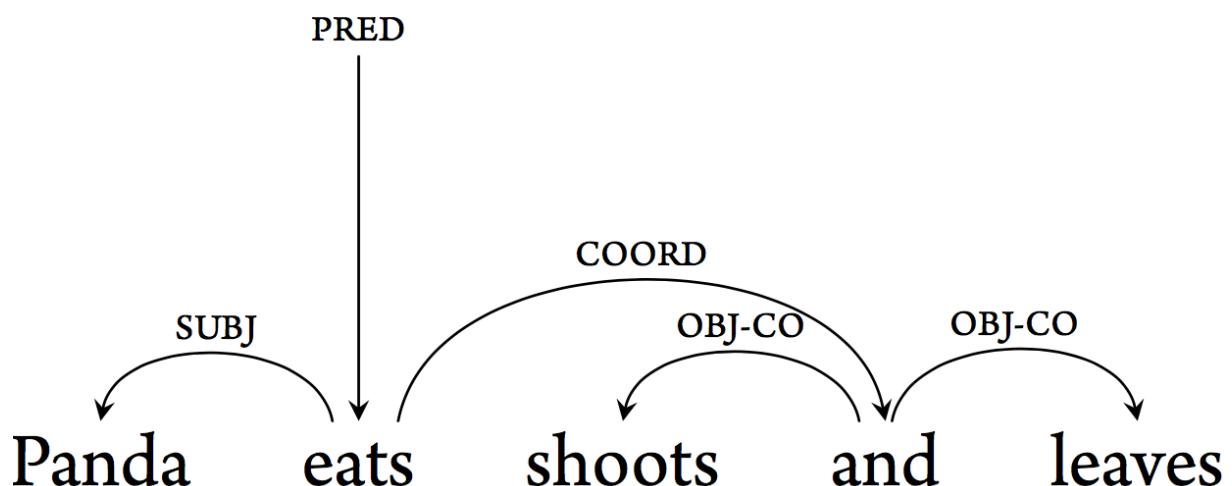 PRED
COORD
SUBJ OBJ-CO OBJ-CO
Panda eats shoots and leaves